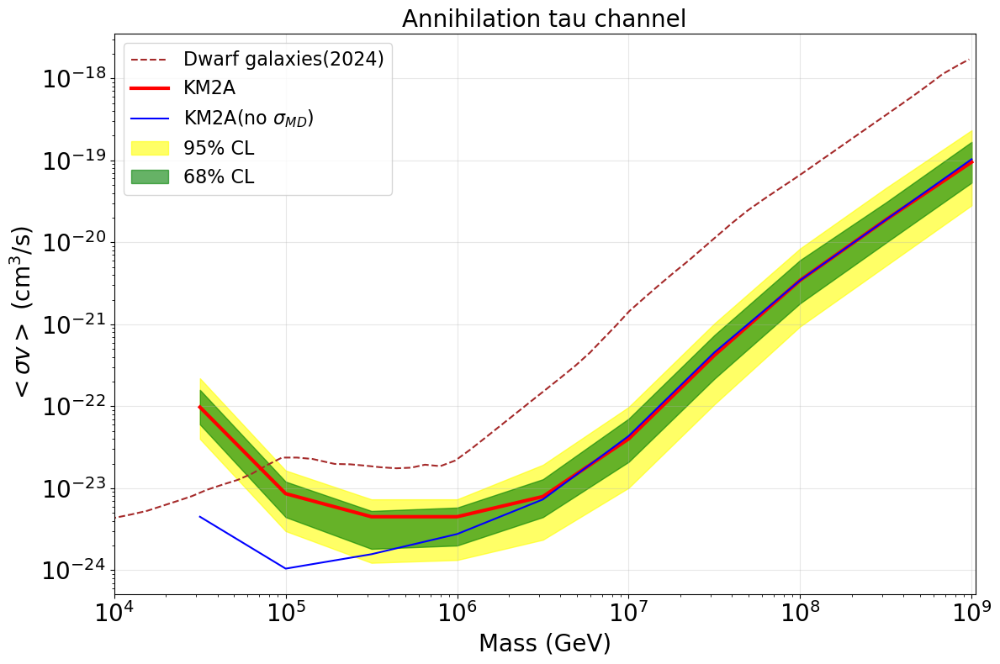 Annihilation tau channel
Dwarf galaxies(2024)
KM2A
KM2A(no σ_{MD})
95% CL
68% CL
10^{−18}
10^{−19}
10^{−20}
10^{−21}
10^{−22}
10^{−23}
10^{−24}
< σv > (cm^3/s)
10^4 10^5 10^6 10^7 10^8 10^9
Mass (GeV)